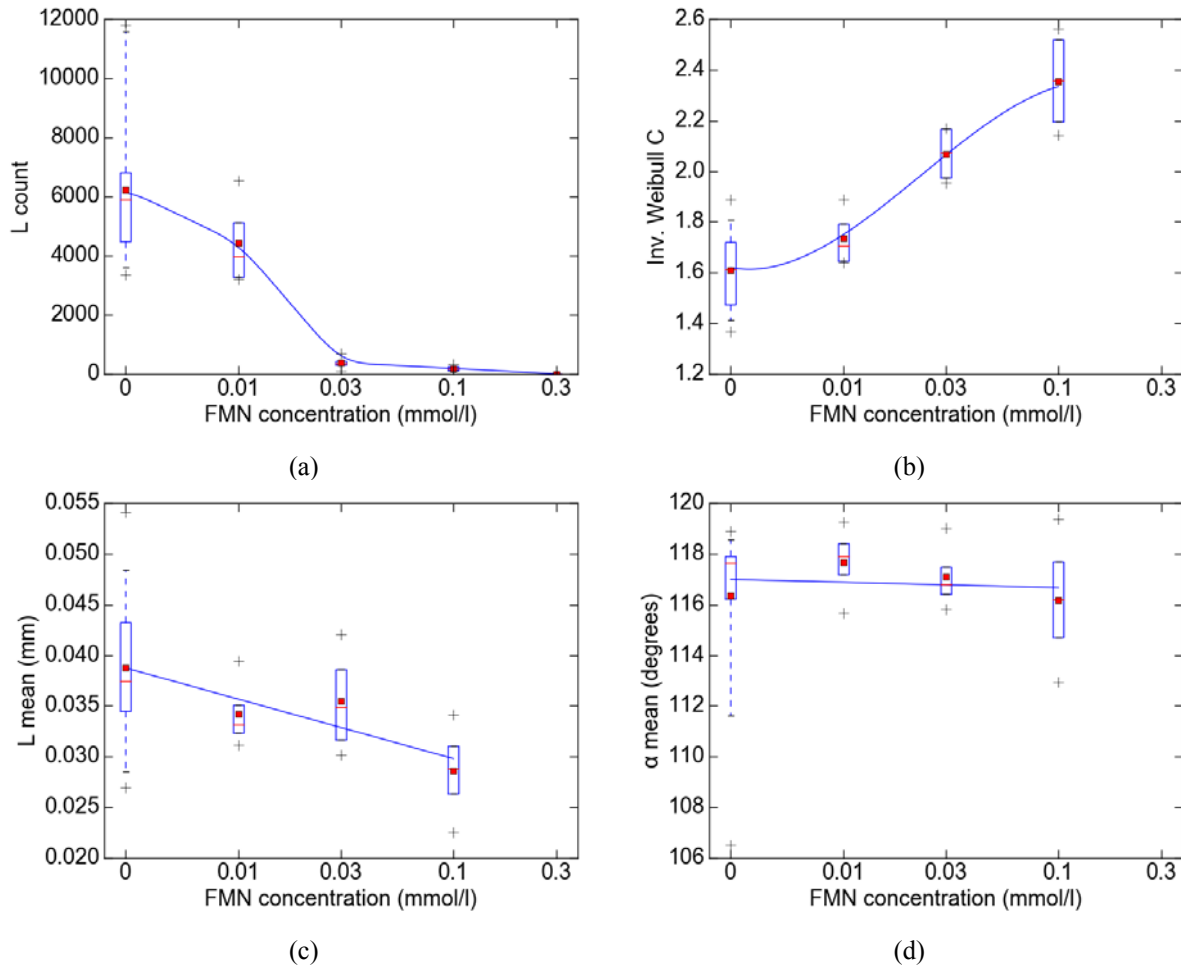 12000
10000
8000
6000
4000
2000
0
L count
0 0.01 0.03 0.1 0.3
FMN concentration (mmol/l)
(a)
2.6
2.4
2.2
2.0
1.8
1.6
1.4
1.2
Inv. Weibull C
0 0.01 0.03 0.1 0.3
FMN concentration (mmol/l)
(b)
0.055
0.050
0.045
0.040
0.035
0.030
0.025
0.020
L mean (mm)
0 0.01 0.03 0.1 0.3
FMN concentration (mmol/l)
(c)
120
118
116
114
112
110
108
106
α mean (degrees)
0 0.01 0.03 0.1 0.3
FMN concentration (mmol/l)
(d)